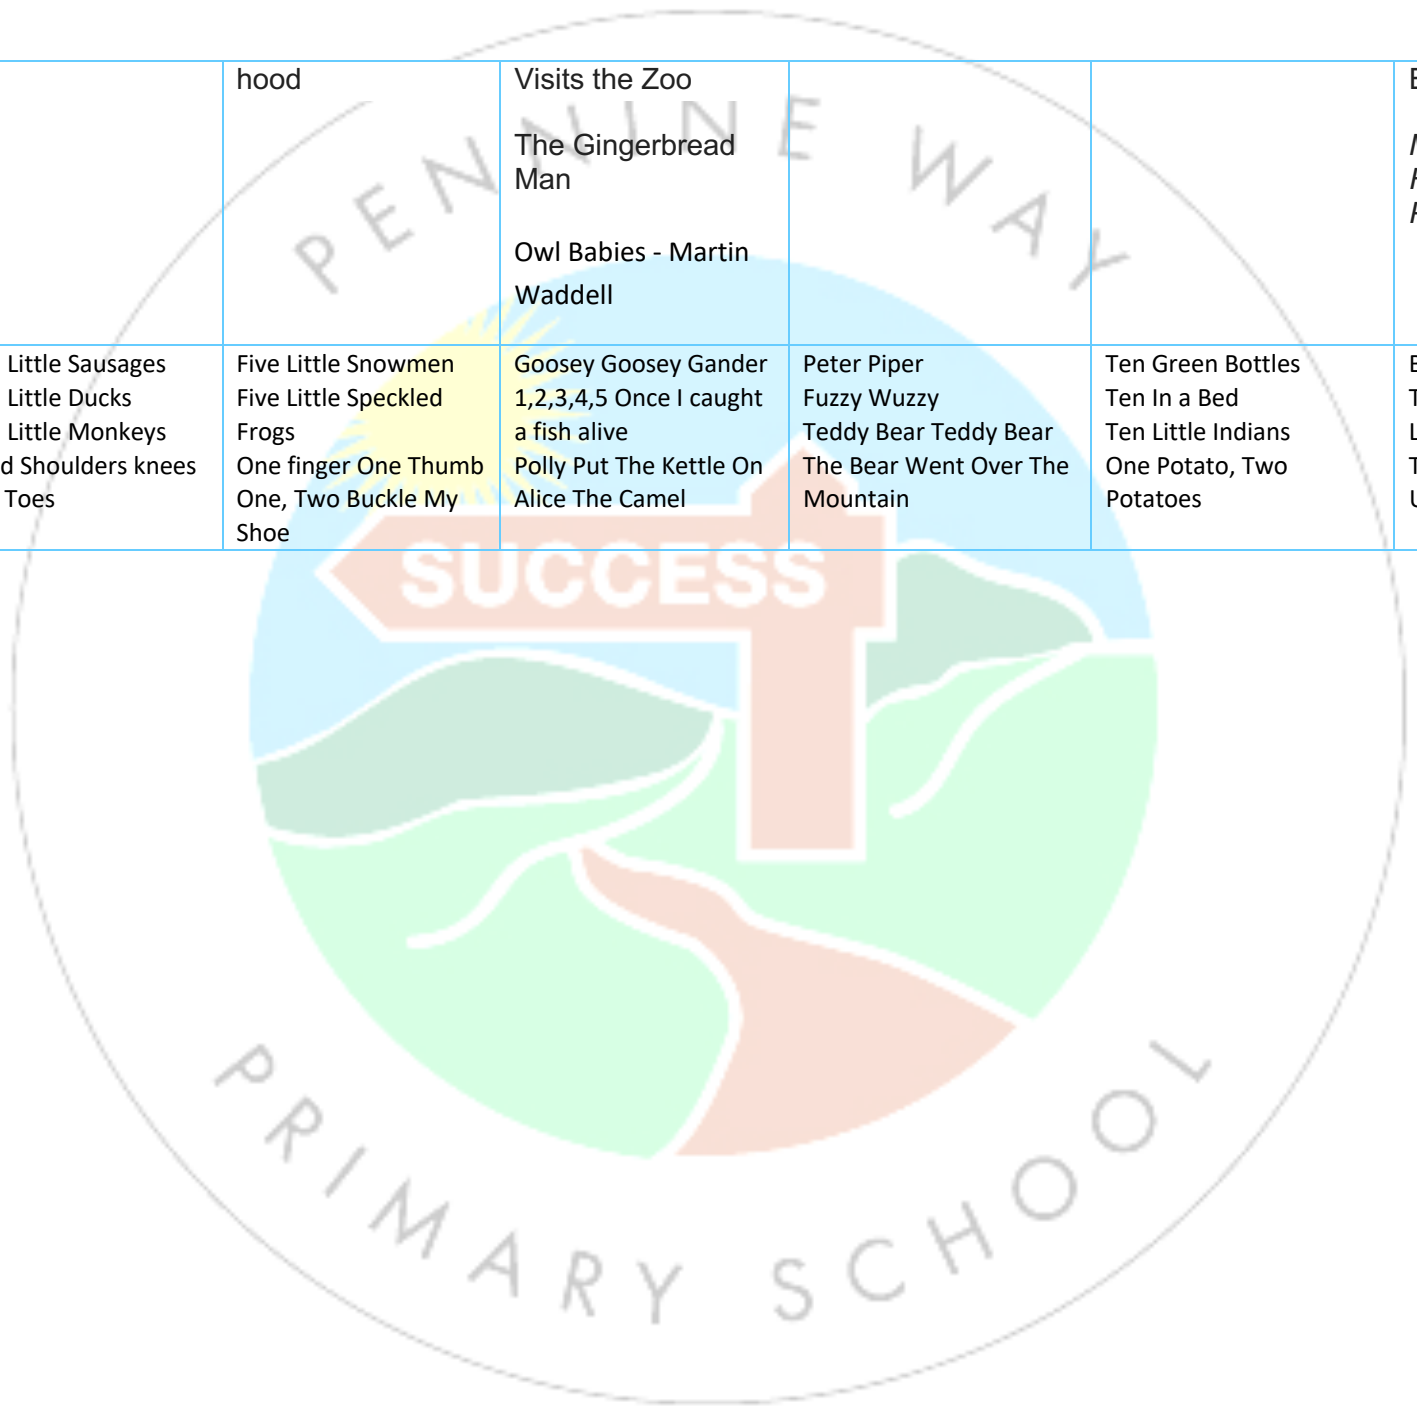 hood
Visits the Zoo
The Gingerbread
Man
Owl Babies - Martin
Waddell
Little Sausages
Little Ducks
Little Monkeys
d Shoulders knees
Toes
Five Little Snowmen
Five Little Speckled
Frogs
One finger One Thumb
One, Two Buckle My
Shoe
Goosey Goosey Gander
1,2,3,4,5 Once I caught
a fish alive
Polly Put The Kettle On
Alice The Camel
Peter Piper
Fuzzy Wuzzy
Teddy Bear Teddy Bear
The Bear Went Over The
Mountain
Ten Green Bottles
Ten In a Bed
Ten Little Indians
One Potato, Two
Potatoes
PENNINE WAY
SUCCESS
PRIMARY SCHOOL